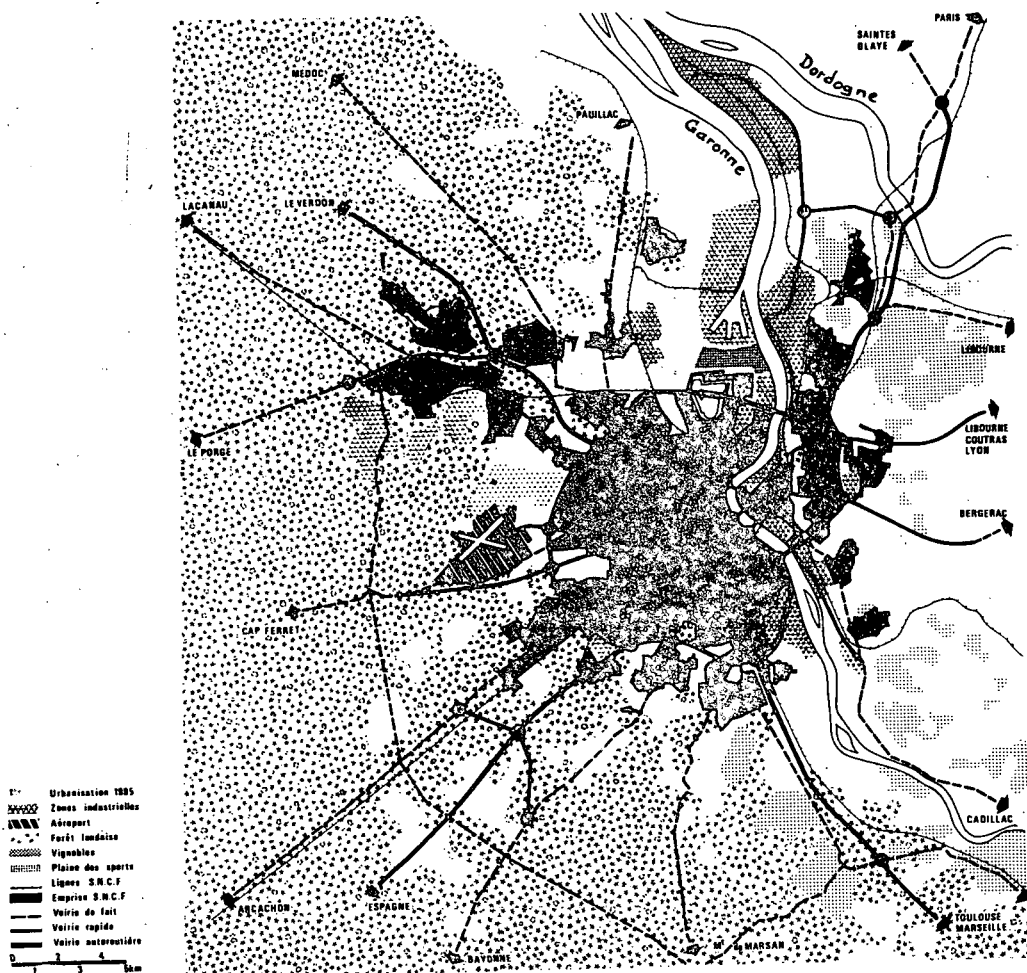 PARIS
SAINTES
BLAYE
MEDOC
Dordogne
PAUILLAC
Garonne
LACANAU
LE VERDON
LIBOURNE
LE PORGE
LIBOURNE
COUTRAS
LYON
BERGERAC
CAP FERRET
CADILLAC
ARCACHON
ESPAGNE
BAYONNE
MT de MARSAN
TOULOUSE
MARSEILLE
Urbanisation 1985
Zones industrielles
Aéroport
Forêt landaise
Vignobles
Plaine des sports
Lignes S.N.C.F
Emprise S.N.C.F
Voirie de fait
Voirie rapide
Voirie autoroutière
0 2 4
1 3 5km